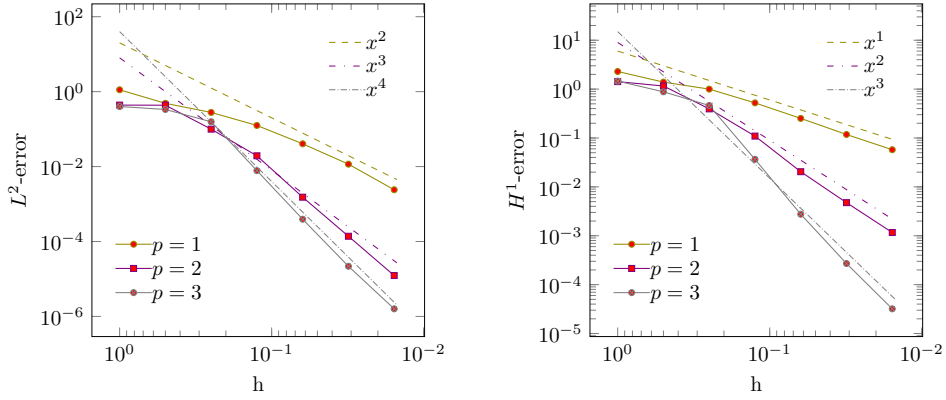 10^2
10^0
10^{-2}
10^{-4}
10^{-6}
L^2-error
x^2
x^3
x^4
p = 1
p = 2
p = 3
10^0
10^{-1}
10^{-2}
h
10^1
10^0
10^{-1}
10^{-2}
10^{-3}
10^{-4}
10^{-5}
H^1-error
x^1
x^2
x^3
p = 1
p = 2
p = 3
10^0
10^{-1}
10^{-2}
h